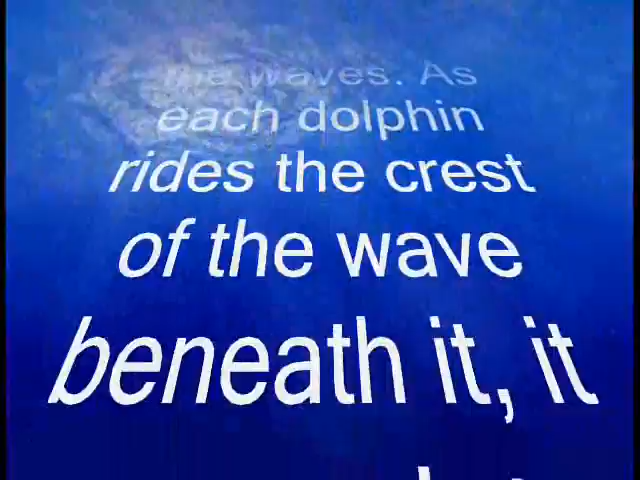 the waves. As
each dolphin
rides the crest
of the wave
beneath it, it